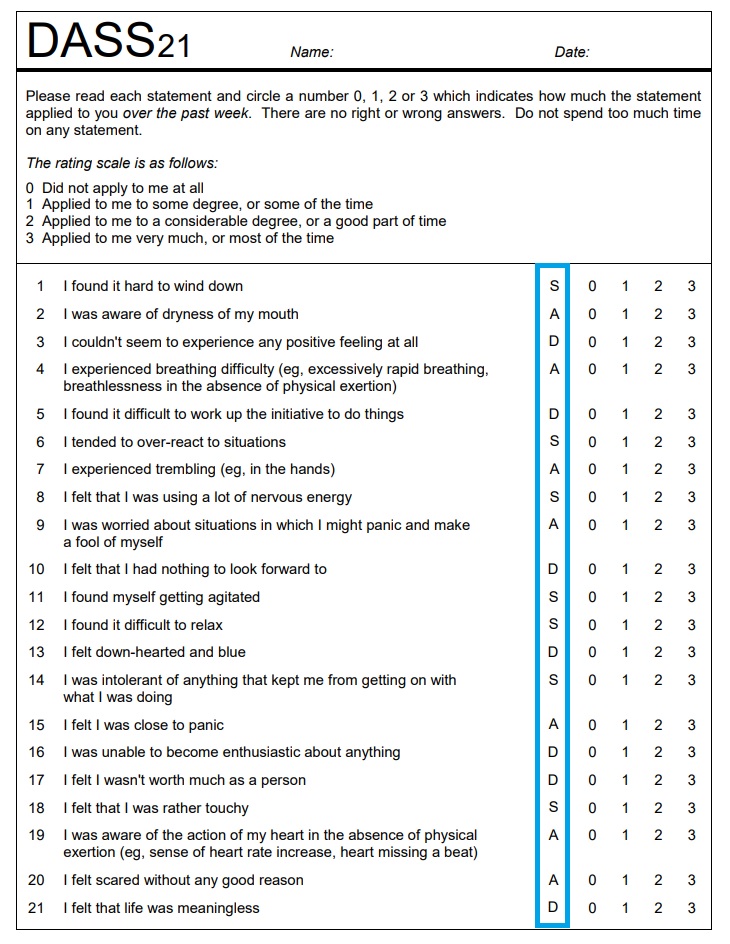 DASS21 Name: Date:
Please read each statement and circle a number 0, 1, 2 or 3 which indicates how much the statement
applied to you over the past week. There are no right or wrong answers. Do not spend too much time
on any statement.
The rating scale is as follows:
0 Did not apply to me at all
1 Applied to me to some degree, or some of the time
2 Applied to me to a considerable degree, or a good part of time
3 Applied to me very much, or most of the time
1 I found it hard to wind down S 0 1 2 3
2 I was aware of dryness of my mouth A 0 1 2 3
3 I couldn't seem to experience any positive feeling at all D 0 1 2 3
4 I experienced breathing difficulty (eg, excessively rapid breathing, A 0 1 2 3
breathlessness in the absence of physical exertion)
5 I found it difficult to work up the initiative to do things D 0 1 2 3
6 I tended to over-react to situations S 0 1 2 3
7 I experienced trembling (eg, in the hands) A 0 1 2 3
8 I felt that I was using a lot of nervous energy S 0 1 2 3
9 I was worried about situations in which I might panic and make A 0 1 2 3
a fool of myself
10 I felt that I had nothing to look forward to D 0 1 2 3
11 I found myself getting agitated S 0 1 2 3
12 I found it difficult to relax S 0 1 2 3
13 I felt down-hearted and blue D 0 1 2 3
14 I was intolerant of anything that kept me from getting on with S 0 1 2 3
what I was doing
15 I felt I was close to panic A 0 1 2 3
16 I was unable to become enthusiastic about anything D 0 1 2 3
17 I felt I wasn't worth much as a person D 0 1 2 3
18 I felt that I was rather touchy S 0 1 2 3
19 I was aware of the action of my heart in the absence of physical A 0 1 2 3
exertion (eg, sense of heart rate increase, heart missing a beat)
20 I felt scared without any good reason A 0 1 2 3
21 I felt that life was meaningless D 0 1 2 3